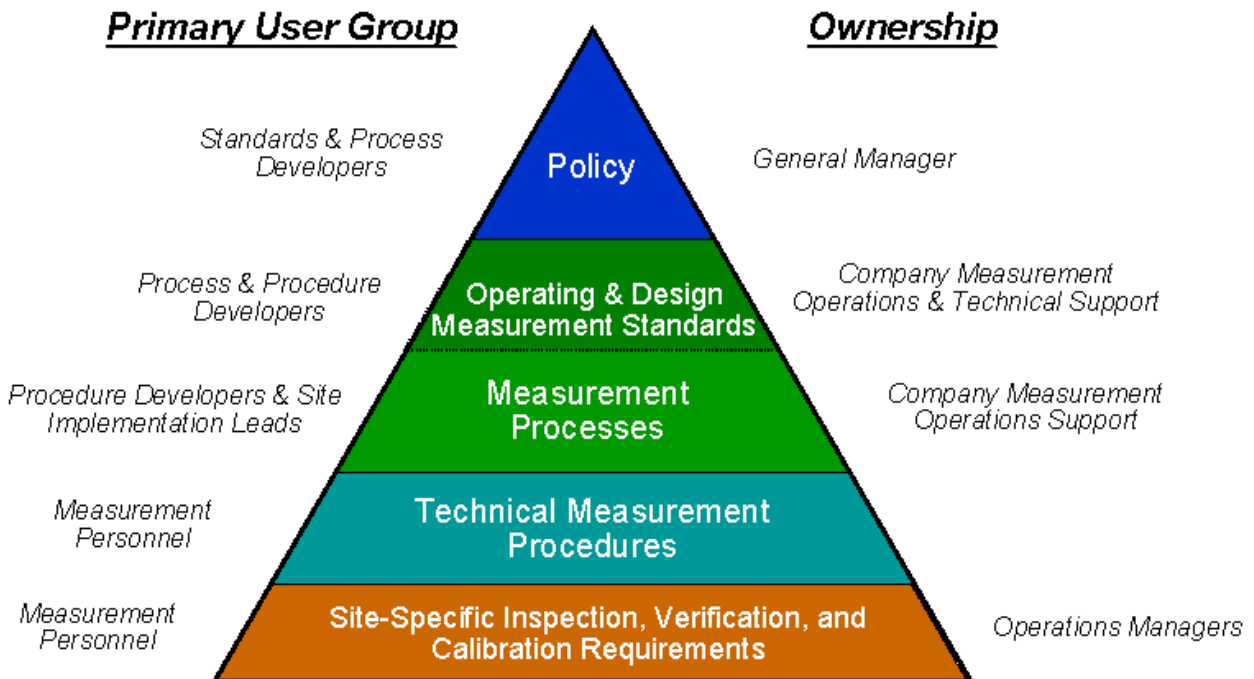 Primary User Group
Ownership
Standards & Process
Developers
Policy
General Manager
Process & Procedure
Developers
Operating & Design
Measurement Standards
Company Measurement
Operations & Technical Support
Procedure Developers & Site
Implementation Leads
Measurement
Processes
Company Measurement
Operations Support
Measurement
Personnel
Technical Measurement
Procedures
Measurement
Personnel
Site-Specific Inspection, Verification, and
Calibration Requirements
Operations Managers